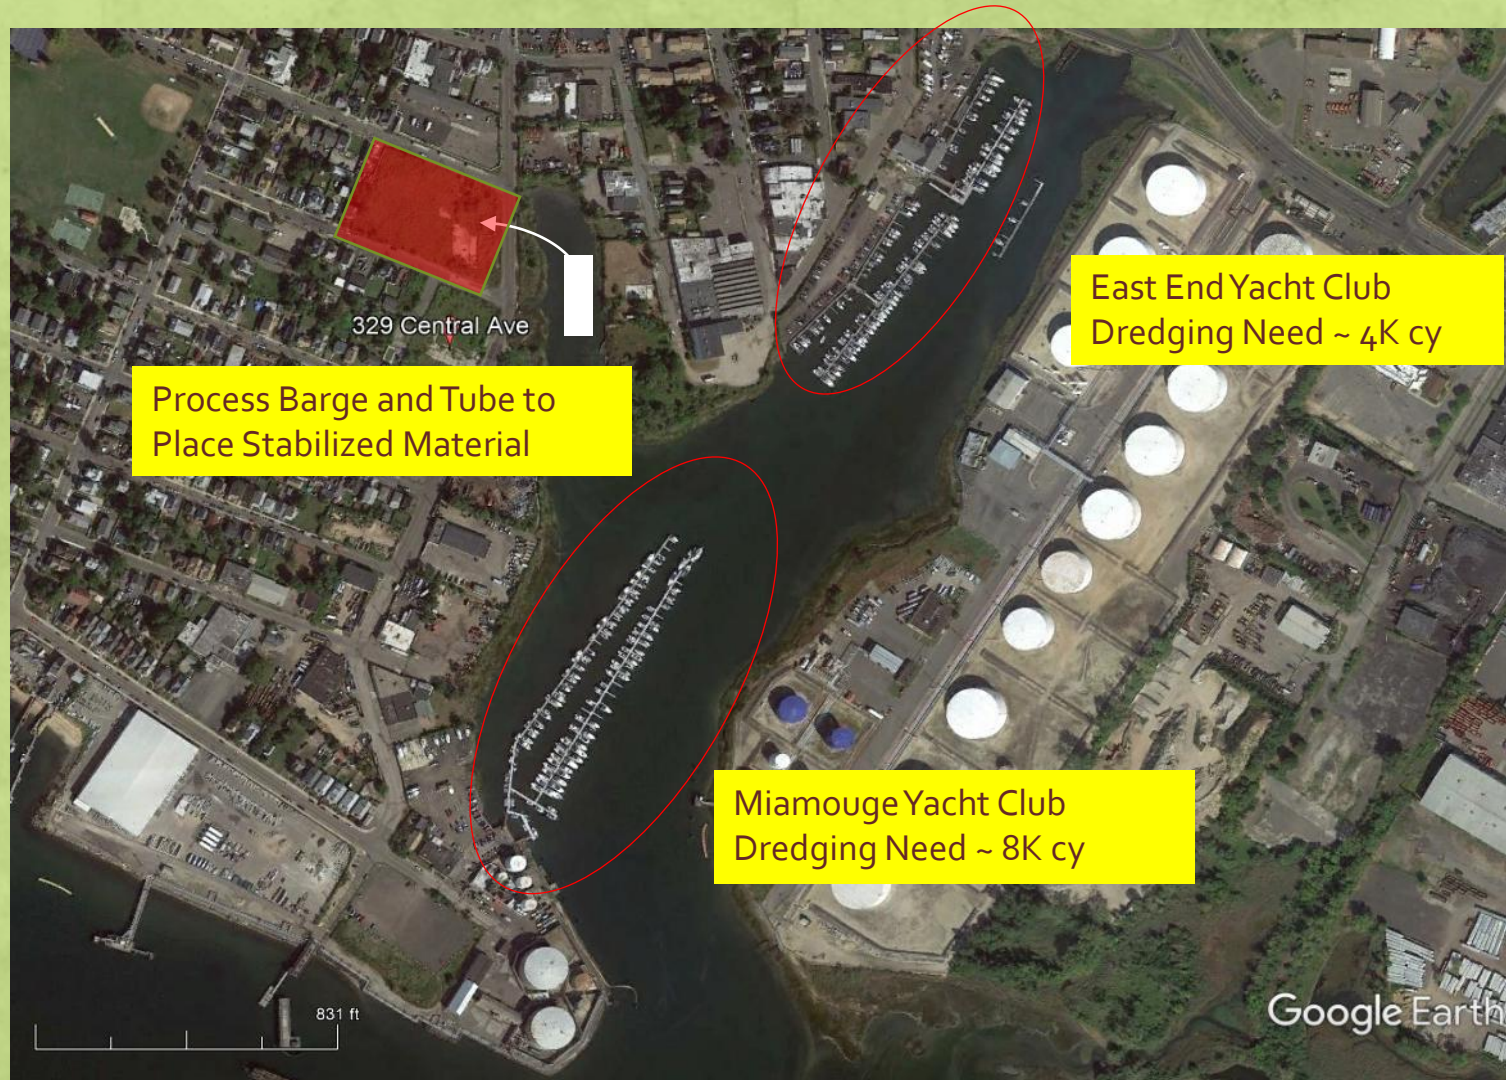 East End Yacht Club
Dredging Need ~ 4K cy
329 Central Ave
Process Barge and Tube to
Place Stabilized Material
Miamouge Yacht Club
Dredging Need ~ 8K cy
831 ft
Google Earth